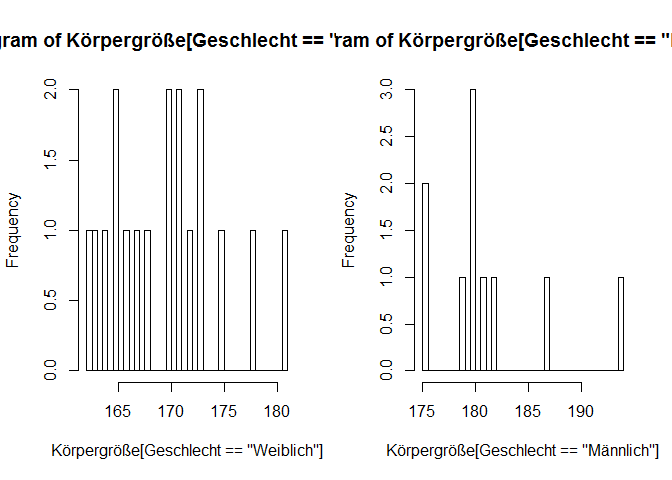 gram of Körpergröße[Geschlecht == "
ram of Körpergröße[Geschlecht == "
Frequency
0.0 0.5 1.0 1.5 2.0
165 170 175 180
Körpergröße[Geschlecht == "Weiblich"]
Frequency
0.0 0.5 1.0 1.5 2.0 2.5 3.0
175 180 185 190
Körpergröße[Geschlecht == "Männlich"]